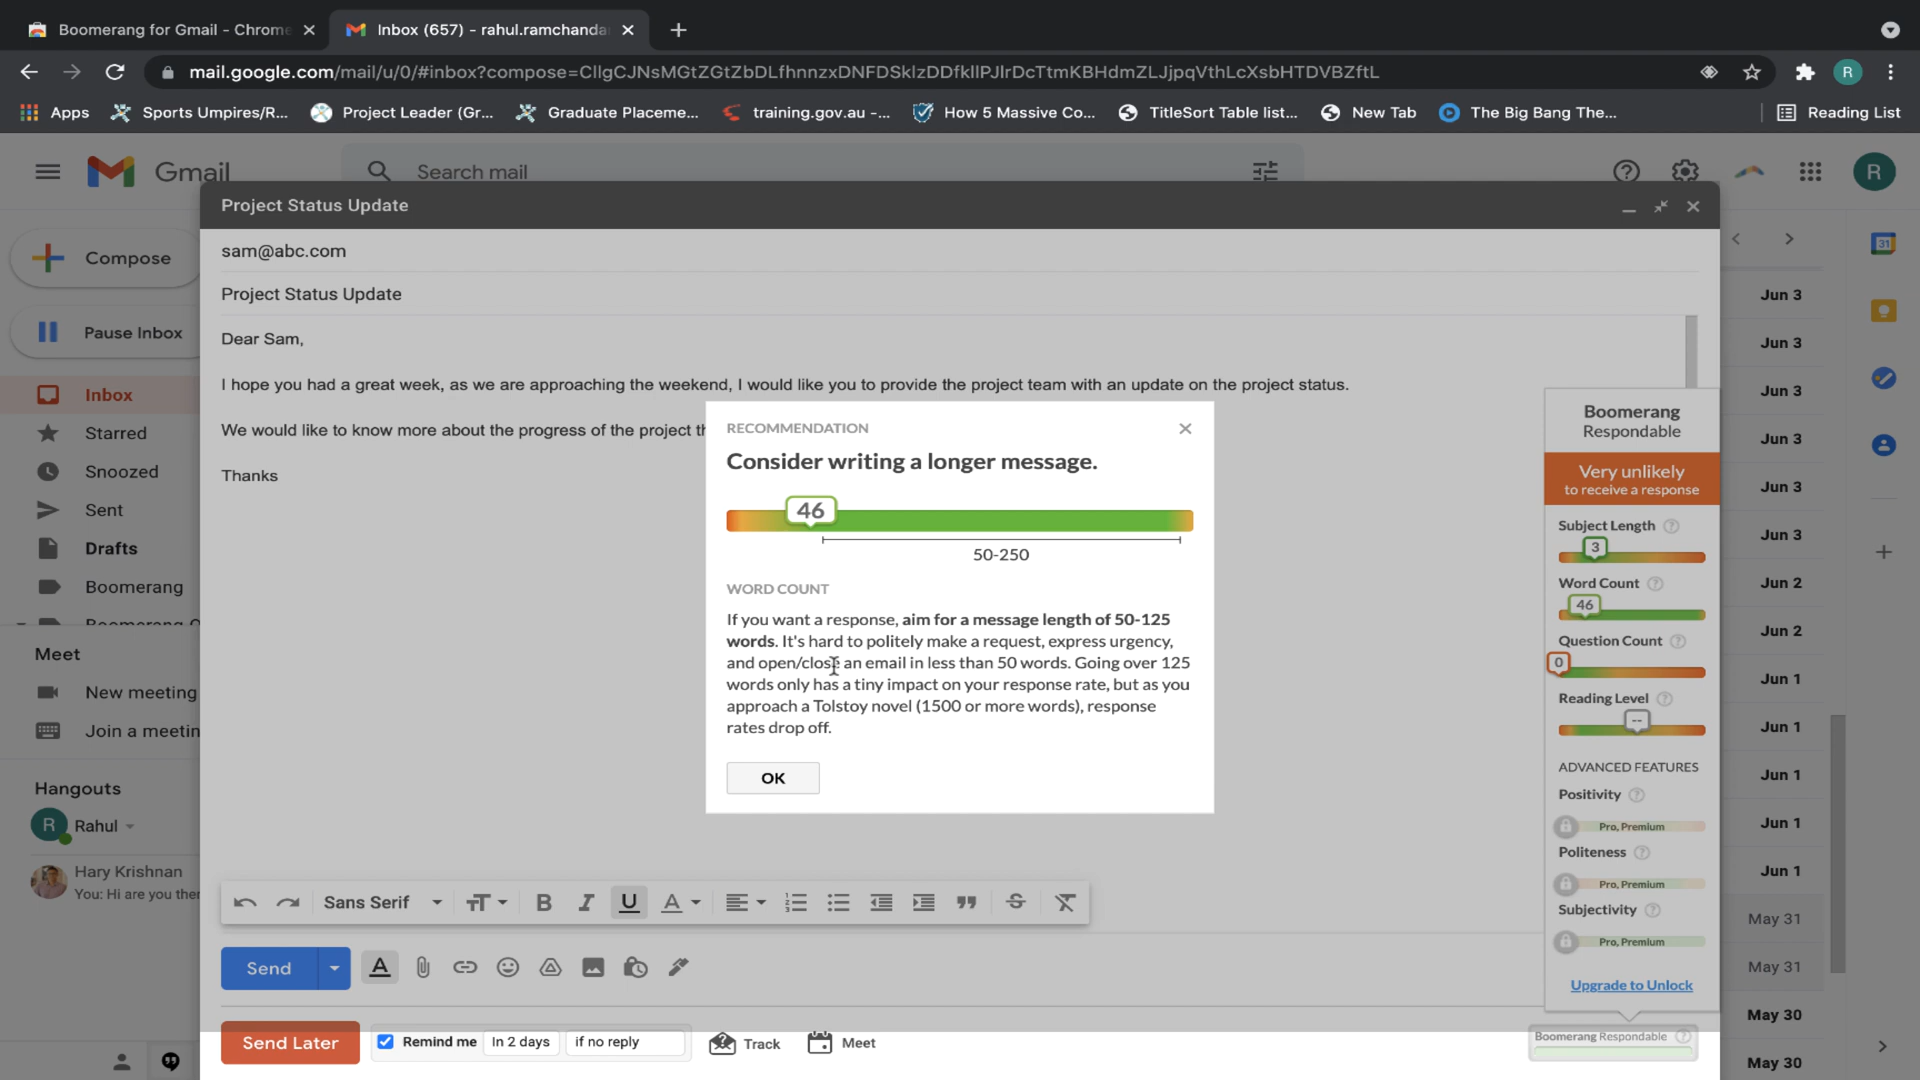 Boomerang for Gmail - Chrome
Inbox (657) - rahul.ramchanda
mail.google.com/mail/u/0/#inbox?compose=CllgCJNsMGtZGtZbDLfhnnzxDNFDSklzDDfkllPJlrDcTtmKBHdmZLJjpqVthLcXsbHTDVBZftL
R
Apps
Sports Umpires/R...
Project Leader (Gr...
Graduate Placeme...
training.gov.au -...
How 5 Massive Co...
TitleSort Table list...
New Tab
The Big Bang The...
Reading List
Gmail
Search mail
R
Project Status Update
sam@abc.com
Project Status Update
Dear Sam,
I hope you had a great week, as we are approaching the weekend, I would like you to provide the project team with an update on the project status.
We would like to know more about the progress of the project th
Thanks
Compose
Pause Inbox
Inbox
Starred
Snoozed
Sent
Drafts
Boomerang
Meet
New meeting
Join a meetin
Hangouts
R
Rahul
Hary Krishnan
You: Hi are you ther
RECOMMENDATION
Consider writing a longer message.
46
50-250
WORD COUNT
If you want a response, aim for a message length of 50-125
words. It's hard to politely make a request, express urgency,
and open/close an email in less than 50 words. Going over 125
words only has a tiny impact on your response rate, but as you
approach a Tolstoy novel (1500 or more words), response
rates drop off.
OK
Boomerang
Respondable
Very unlikely
to receive a response
Subject Length
3
Word Count
46
Question Count
0
Reading Level
--
ADVANCED FEATURES
Positivity
Pro, Premium
Politeness
Pro, Premium
Subjectivity
Pro, Premium
Upgrade to Unlock
Boomerang Respondable
31
Jun 3
Jun 3
Jun 3
Jun 3
Jun 3
Jun 3
Jun 2
Jun 2
Jun 1
Jun 1
Jun 1
Jun 1
Jun 1
May 31
May 31
May 30
May 30
Sans Serif
Send
Send Later
Remind me
In 2 days
if no reply
Track
Meet